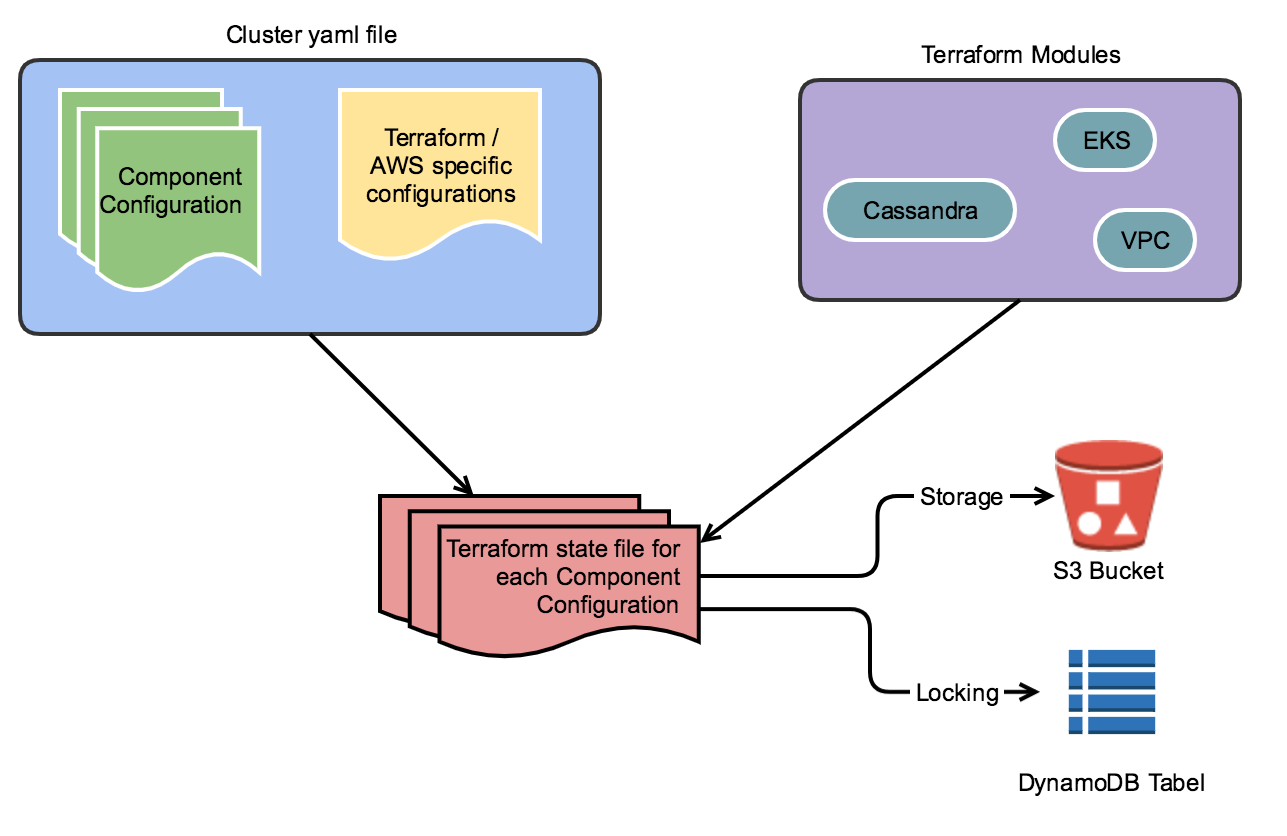 Cluster yaml file
Terraform Modules
Component
Configuration
Terraform /
AWS specific
configurations
EKS
Cassandra
VPC
Terraform state file for
each Component
Configuration
Storage
S3 Bucket
Locking
DynamoDB Tabel